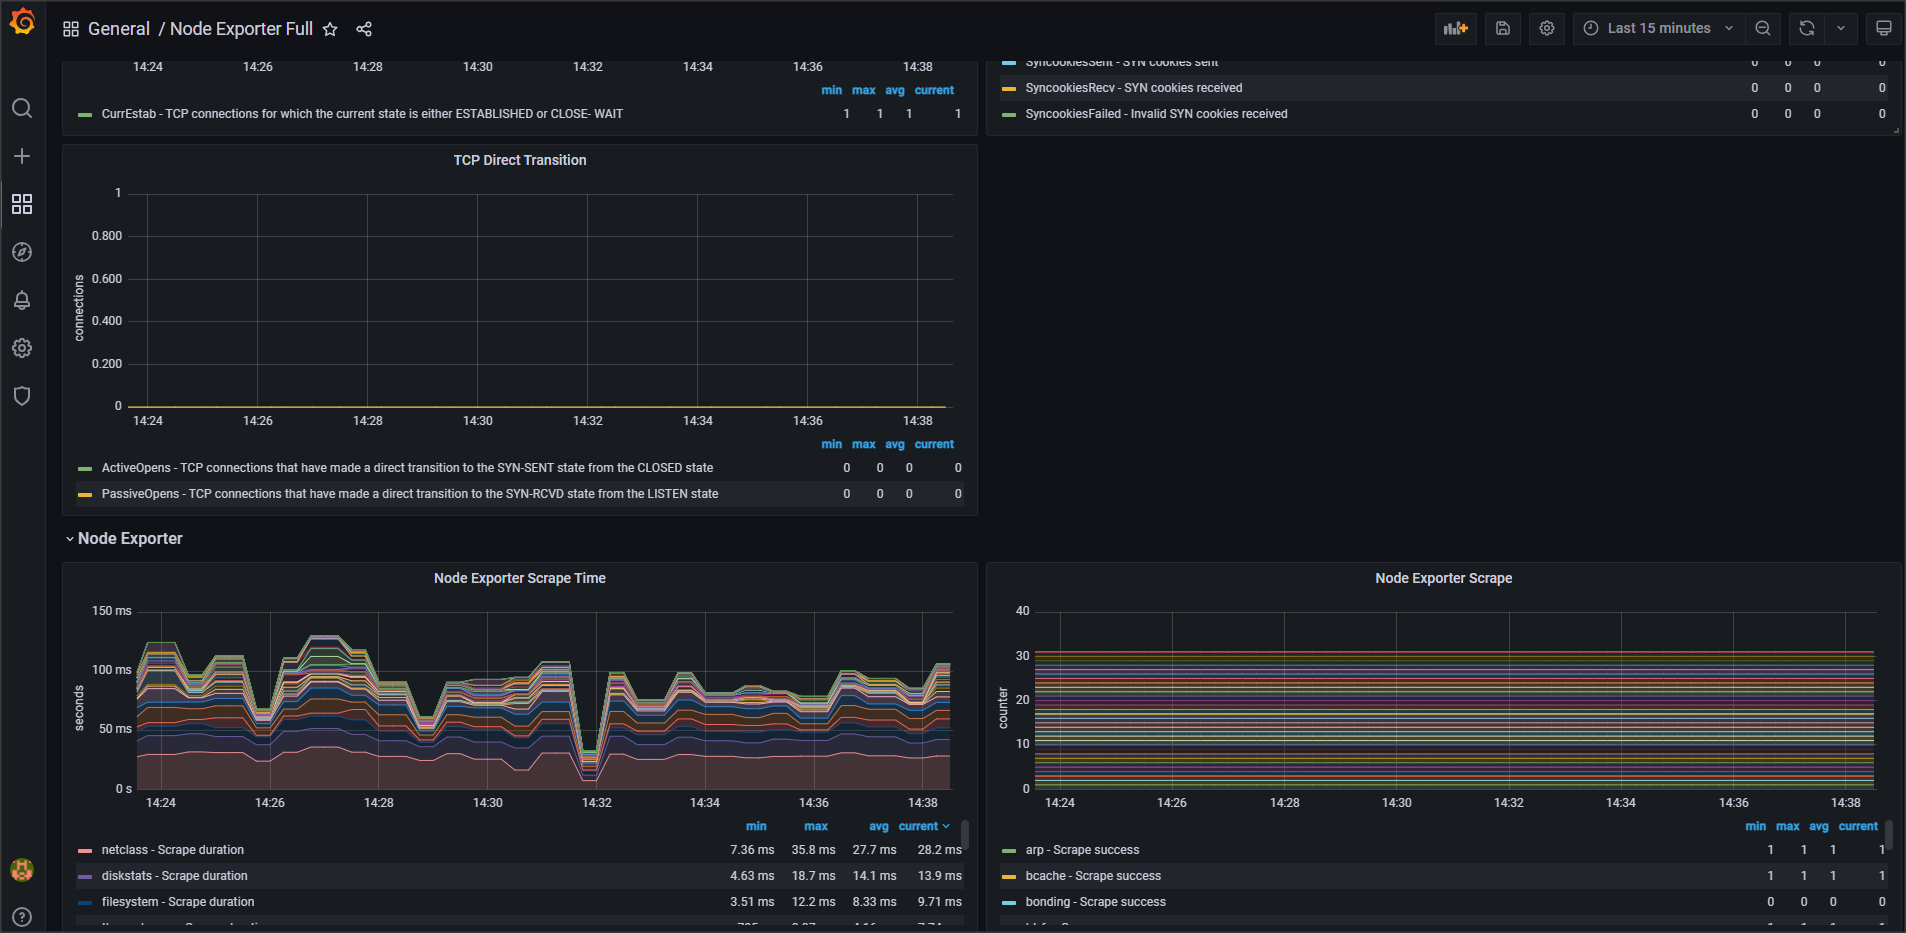 General / Node Exporter Full
Last 15 minutes
14:24 14:26 14:28 14:30 14:32 14:34 14:36 14:38
min max avg current
CurrEstab - TCP connections for which the current state is either ESTABLISHED or CLOSE- WAIT 1 1 1 1
SyncookiesSent - SYN cookies sent 0 0 0 0
SyncookiesRecv - SYN cookies received 0 0 0 0
SyncookiesFailed - Invalid SYN cookies received 0 0 0 0
TCP Direct Transition
connections
1
0.800
0.600
0.400
0.200
0
14:24 14:26 14:28 14:30 14:32 14:34 14:36 14:38
min max avg current
ActiveOpens - TCP connections that have made a direct transition to the SYN-SENT state from the CLOSED state 0 0 0 0
PassiveOpens - TCP connections that have made a direct transition to the SYN-RCVD state from the LISTEN state 0 0 0 0
Node Exporter
Node Exporter Scrape Time
seconds
150 ms
100 ms
50 ms
0 s
14:24 14:26 14:28 14:30 14:32 14:34 14:36 14:38
min max avg current
netclass - Scrape duration 7.36 ms 35.8 ms 27.7 ms 28.2 ms
diskstats - Scrape duration 4.63 ms 18.7 ms 14.1 ms 13.9 ms
filesystem - Scrape duration 3.51 ms 12.2 ms 8.33 ms 9.71 ms
Node Exporter Scrape
counter
40
30
20
10
0
14:24 14:26 14:28 14:30 14:32 14:34 14:36 14:38
min max avg current
arp - Scrape success 1 1 1 1
bcache - Scrape success 1 1 1 1
bonding - Scrape success 0 0 0 0